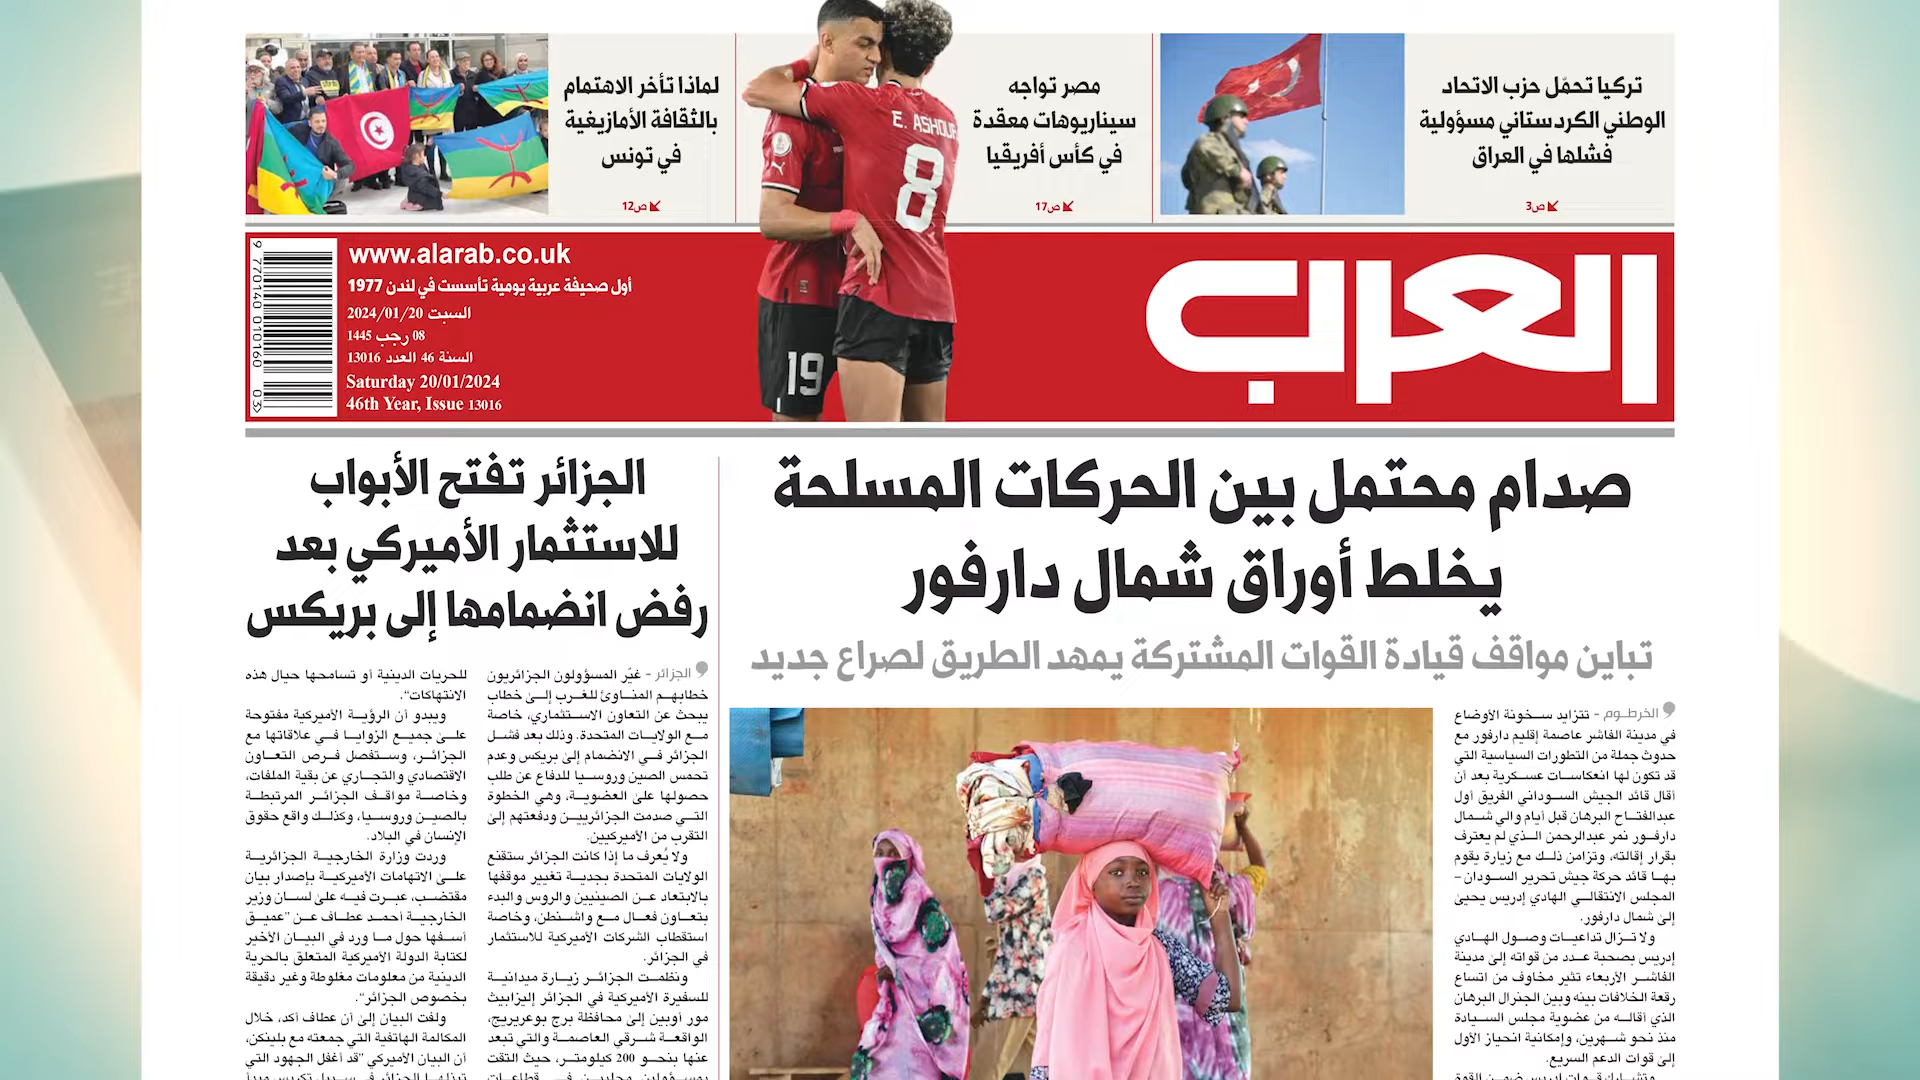 تركيا تحمّل حزب الاتحاد
الوطني الكردستاني مسؤولية
فشلها في العراق
ص3
مصر تواجه
سيناريوهات معقدة
في كأس أفريقيا
ص17
لماذا تأخر الاهتمام
بالثقافة الأمازيغية
في تونس
ص12
E. ASHOUR
8
19
العرب
www.alarab.co.uk
أول صحيفة عربية يومية تأسست في لندن 1977
السبت 2024/01/20
08 رجب 1445
السنة 46 العدد 13016
Saturday 20/01/2024
46th Year, Issue 13016
9 770140 010160
03
صدام محتمل بين الحركات المسلحة
يخلط أوراق شمال دارفور
تباين مواقف قيادة القوات المشتركة يمهد الطريق لصراع جديد
الخرطوم - تتزايد سخونة الأوضاع
في مدينة الفاشر عاصمة إقليم دارفور مع
حدوث جملة من التطورات السياسية التي
قد تكون لها انعكاسات عسكرية بعد أن
أقال قائد الجيش السوداني الفريق أول
عبدالفتاح البرهان قبل أيام والي شمال
دارفور نمر عبدالرحمن الذي لم يعترف
بقرار إقالته، وتزامن ذلك مع زيارة يقوم
بها قائد حركة جيش تحرير السودان –
المجلس الانتقالي الهادي إدريس يحيى
إلى شمال دارفور.
ولا تزال تداعيات وصول الهادي
إدريس بصحبة عدد من قواته إلى مدينة
الفاشر الأربعاء تثير مخاوف من اتساع
رقعة الخلافات بينه وبين الجنرال البرهان
الذي أقاله من عضوية مجلس السيادة
منذ نحو شهرين، وإمكانية انحياز الأول
إلى قوات الدعم السريع.
الجزائر تفتح الأبواب
للاستثمار الأميركي بعد
رفض انضمامها إلى بريكس
الجزائر - غيّر المسؤولون الجزائريون
خطابهم المناوئ للغرب إلى خطاب
يبحث عن التعاون الاستثماري، خاصة
مع الولايات المتحدة. وذلك بعد فشل
الجزائر في الانضمام إلى بريكس وعدم
تحمس الصين وروسيا للدفاع عن طلب
حصولها على العضوية، وهي الخطوة
التي صدمت الجزائريين ودفعتهم إلى
التقرب من الأميركيين.
ولا يُعرف ما إذا كانت الجزائر ستقنع
الولايات المتحدة بجدية تغيير موقفها
بالابتعاد عن الصينيين والروس والبدء
بتعاون فعال مع واشنطن، وخاصة
استقطاب الشركات الأميركية للاستثمار
في الجزائر.
ونظمت الجزائر زيارة ميدانية
للسفيرة الأميركية في الجزائر إليزابيث
مور أوبين إلى محافظة برج بوعريريج،
الواقعة شرقي العاصمة والتي تبعد
عنها بنحو 200 كيلومتر، حيث التقت
للحريات الدينية أو تسامحها حيال هذه
الانتهاكات“.
ويبدو أن الرؤية الأميركية مفتوحة
على جميع الزوايا في علاقاتها مع
الجزائر، وستفصل فرص التعاون
الاقتصادي والتجاري عن بقية الملفات،
وخاصة مواقف الجزائر المرتبطة
بالصين وروسيا، وكذلك واقع حقوق
الإنسان في البلاد.
وردت وزارة الخارجية الجزائرية
على الاتهامات الأميركية بإصدار بيان
مقتضب، عبرت فيه على لسان وزير
الخارجية أحمد عطاف عن ”عميق
أسفها حول ما ورد في البيان الأخير
لكتابة الدولة الأميركية المتعلق بالحرية
الدينية من معلومات مغلوطة وغير دقيقة
بخصوص الجزائر“.
ولفت البيان إلى أن عطاف أكد، خلال
المكالمة الهاتفية التي جمعته مع بلينكن،
أن البيان الأميركي ”قد أغفل الجهود التي